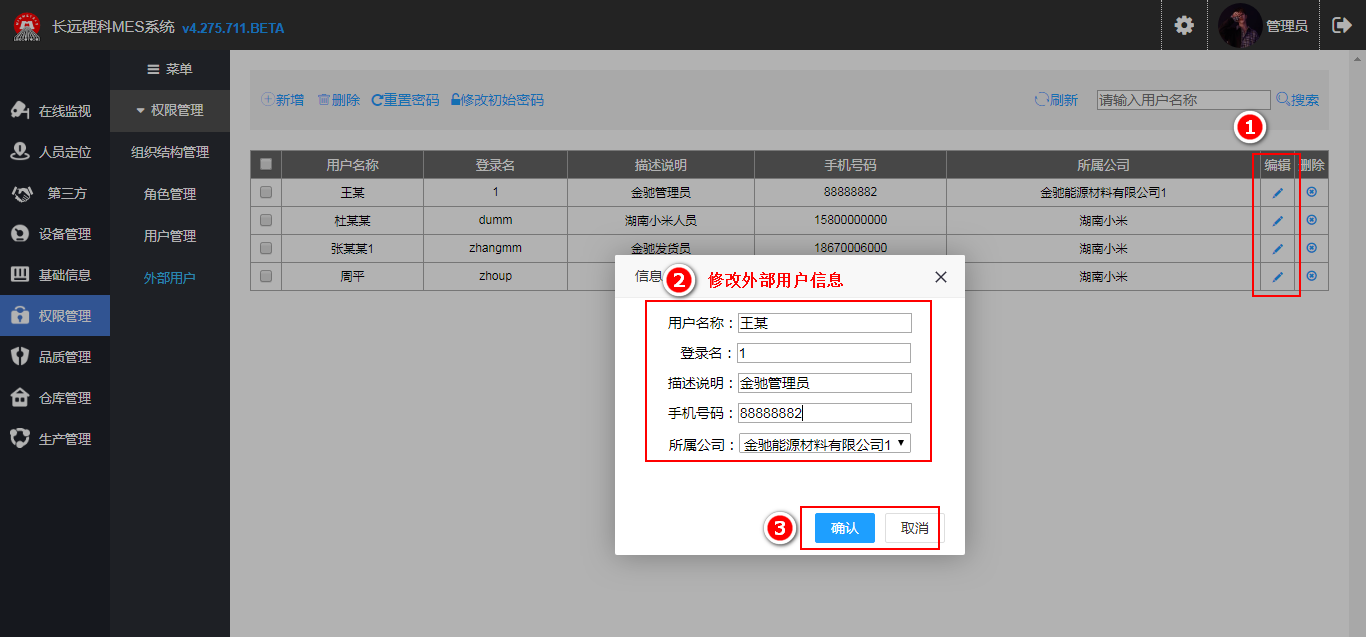 长远锂科MES系统 v4.275.711.BETA
管理员
菜单
在线监视
人员定位
第三方
设备管理
基础信息
权限管理
品质管理
仓库管理
生产管理
权限管理
组织结构管理
角色管理
用户管理
外部用户
新增 删除 重置密码 修改初始密码
刷新 请输入用户名称 搜索
1
用户名称 登录名 描述说明 手机号码 所属公司 编辑 删除
王某 1 金驰管理员 88888882 金驰能源材料有限公司1
杜某某 dumm 湖南小米人员 15800000000 湖南小米
张某某1 zhangmm 金驰发货员 18670006000 湖南小米
周平 zhoup 湖南小米
信息
2 修改外部用户信息
用户名称： 王某
登录名： 1
描述说明： 金驰管理员
手机号码： 88888882
所属公司： 金驰能源材料有限公司1
3
确认 取消